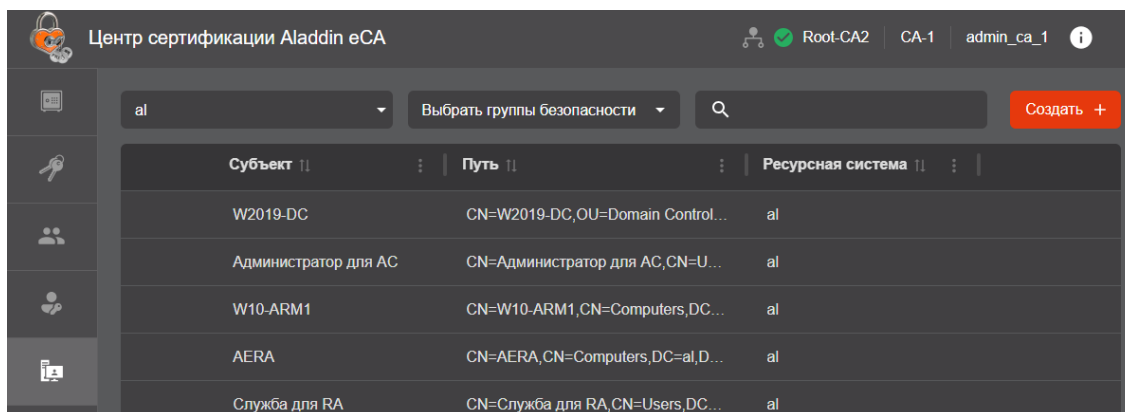 Центр сертификации Aladdin eCA Root-CA2 CA-1 admin_ca_1
al Выбрать группы безопасности Создать +
Субъект Путь Ресурсная система
W2019-DC CN=W2019-DC,OU=Domain Control... al
Администратор для AC CN=Администратор для AC,CN=U... al
W10-ARM1 CN=W10-ARM1,CN=Computers,DC... al
AERA CN=AERA,CN=Computers,DC=al,D... al
Служба для RA CN=Служба для RA,CN=Users,DC... al